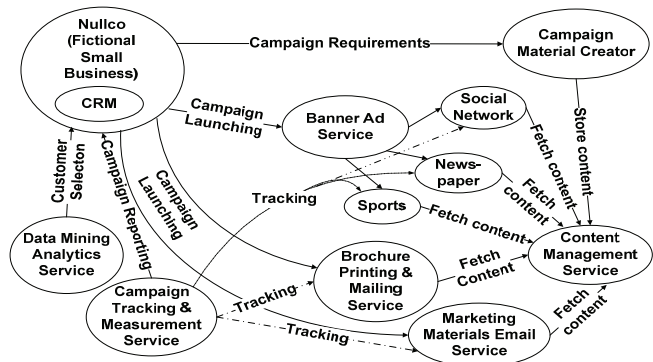 Nullco
(Fictional
Small
Business)
CRM
Campaign Requirements
Campaign
Material Creator
Campaign
Launching
Banner Ad
Service
Social
Network
News-
paper
Sports
Fetch content
Store content
Fetch
content
Fetch content
Customer
Selecton
Campaign Reporting
Campaign
Launching
Tracking
Data Mining
Analytics
Service
Content
Management
Service
Brochure
Printing &
Mailing
Service
Fetch
Content
Campaign
Tracking &
Measurement
Service
Tracking
Tracking
Marketing
Materials Email
Service
Fetch
content